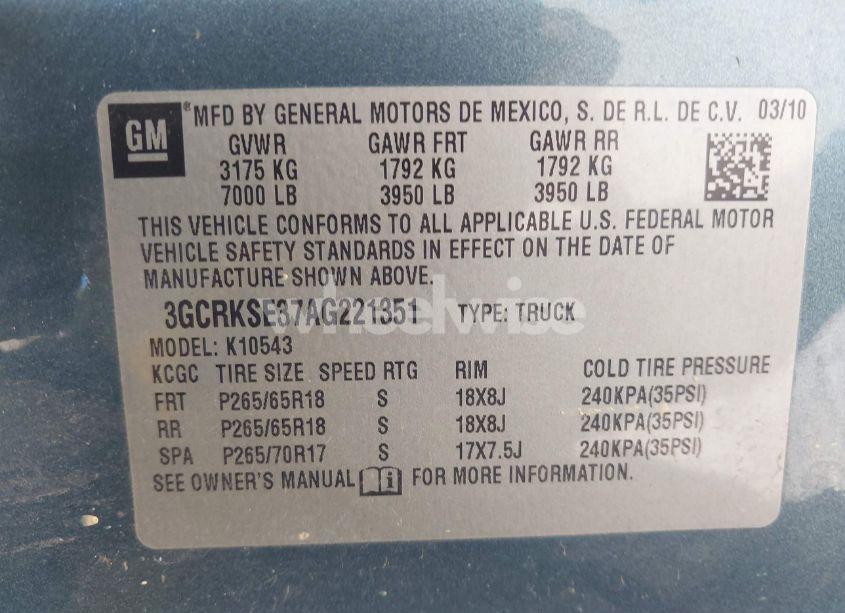 GM ® MFD BY GENERAL MOTORS DE MEXICO, S. DE R.L. DE C.V. 03/10
GVWR GAWR FRT GAWR RR
3175 KG 1792 KG 1792 KG
7000 LB 3950 LB 3950 LB
THIS VEHICLE CONFORMS TO ALL APPLICABLE U.S. FEDERAL MOTOR
VEHICLE SAFETY STANDARDS IN EFFECT ON THE DATE OF
MANUFACTURE SHOWN ABOVE.
3GCRKSE37AG221351 TYPE: TRUCK
wheelwise
MODEL: K10543
KCGC TIRE SIZE SPEED RTG RIM COLD TIRE PRESSURE
FRT P265/65R18 S 18X8J 240KPA(35PSI)
RR P265/65R18 S 18X8J 240KPA(35PSI)
SPA P265/70R17 S 17X7.5J 240KPA(35PSI)
SEE OWNER'S MANUAL FOR MORE INFORMATION.